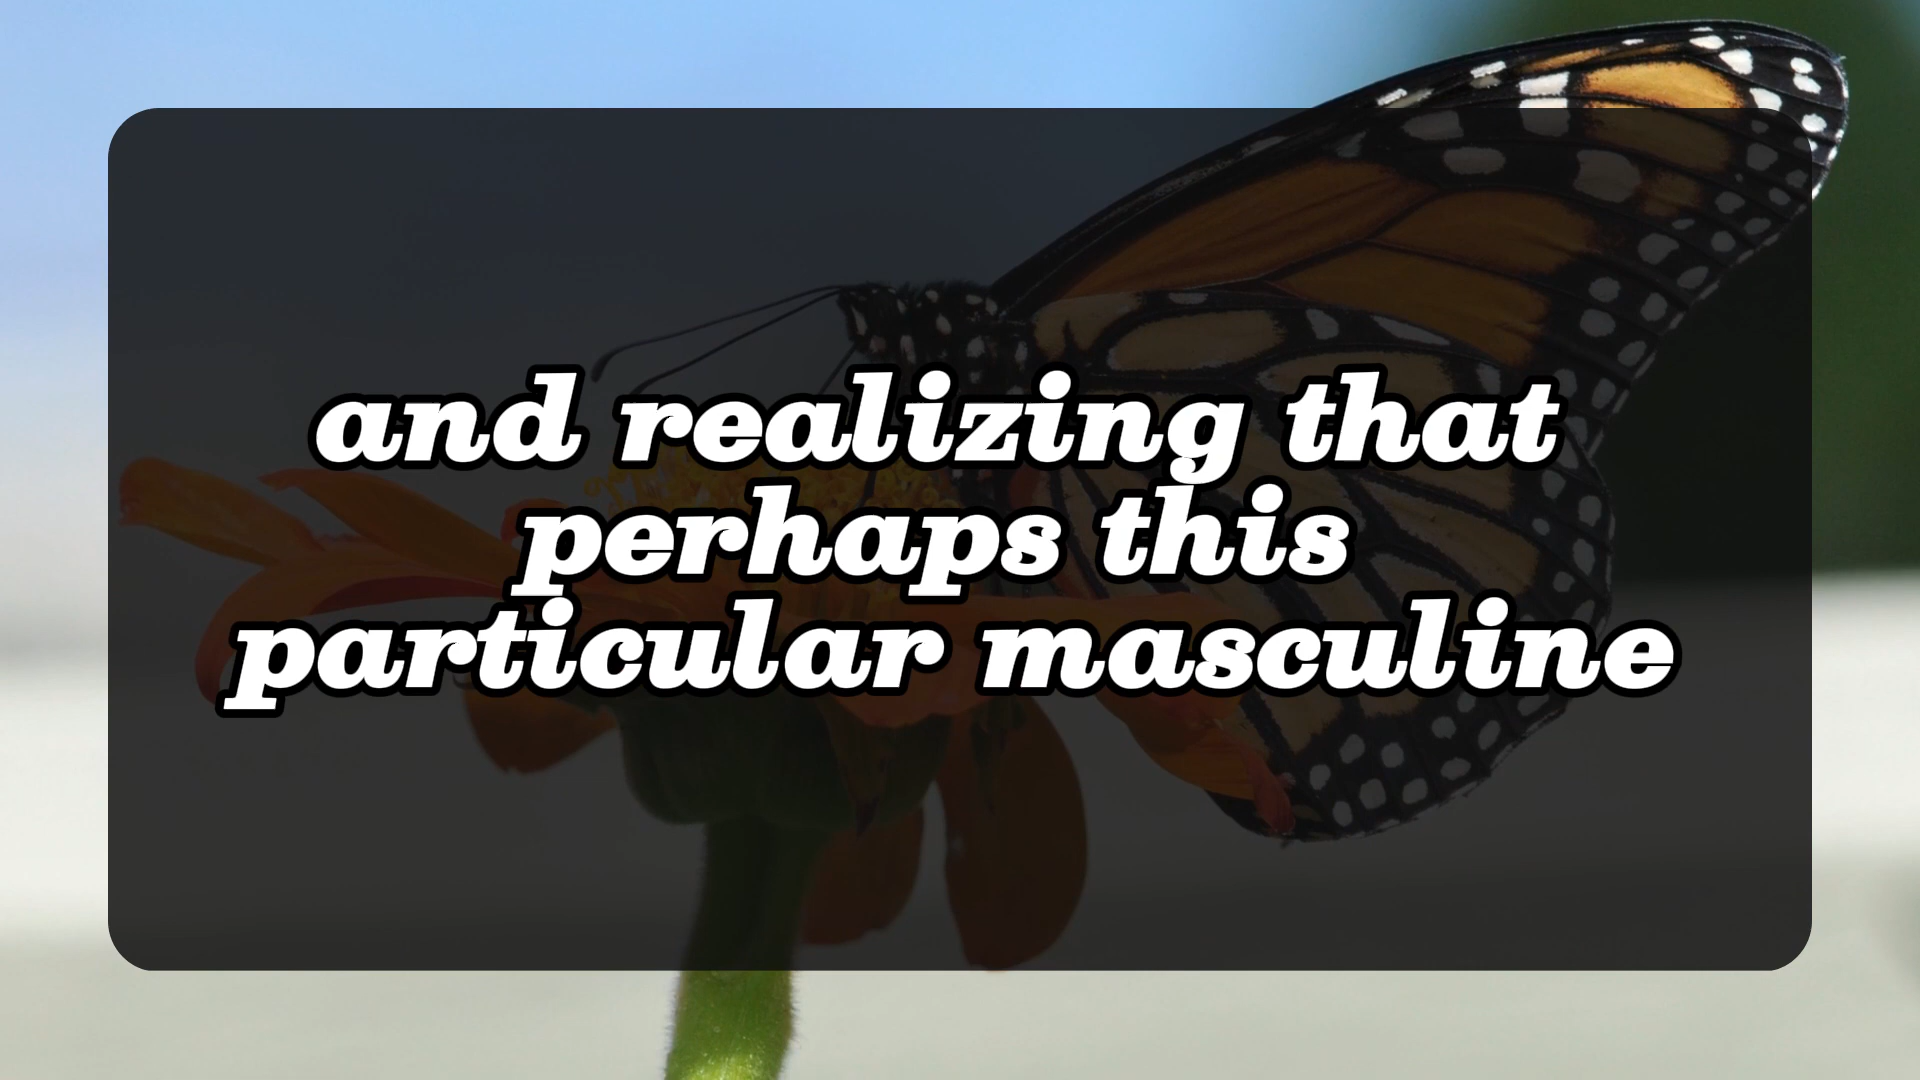 and realizing that
perhaps this
particular masculine